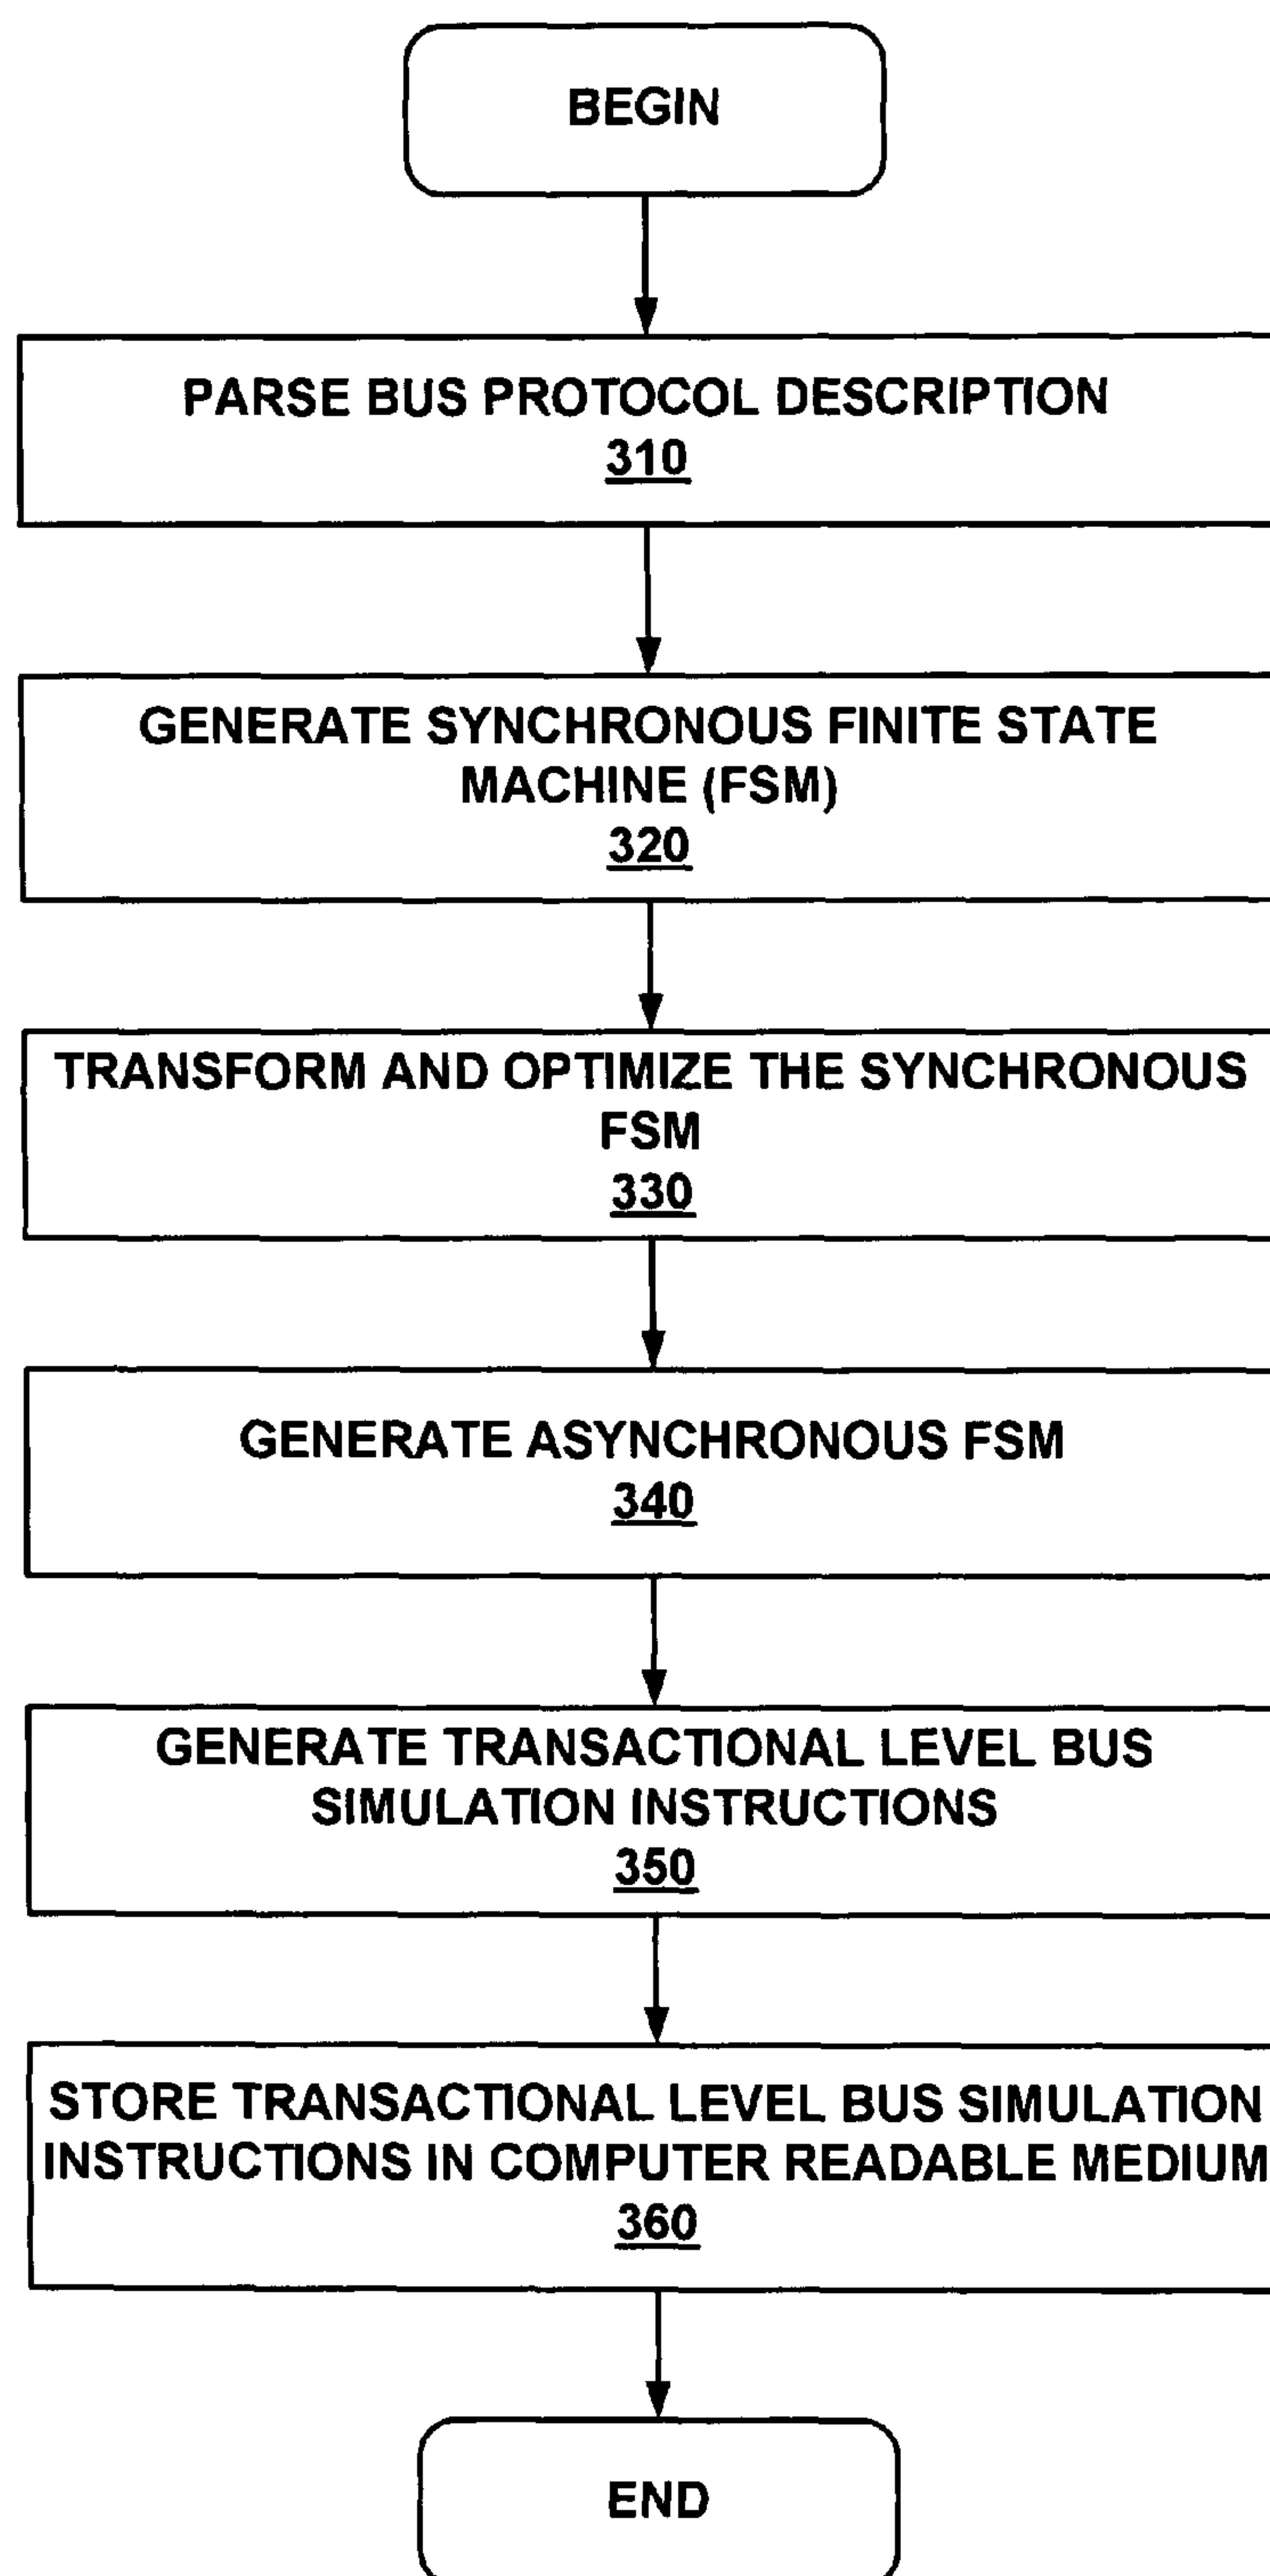 BEGIN
PARSE BUS PROTOCOL DESCRIPTION
310
GENERATE SYNCHRONOUS FINITE STATE
MACHINE (FSM)
320
TRANSFORM AND OPTIMIZE THE SYNCHRONOUS
FSM
330
GENERATE ASYNCHRONOUS FSM
340
GENERATE TRANSACTIONAL LEVEL BUS
SIMULATION INSTRUCTIONS
350
STORE TRANSACTIONAL LEVEL BUS SIMULATION
INSTRUCTIONS IN COMPUTER READABLE MEDIUM
360
END